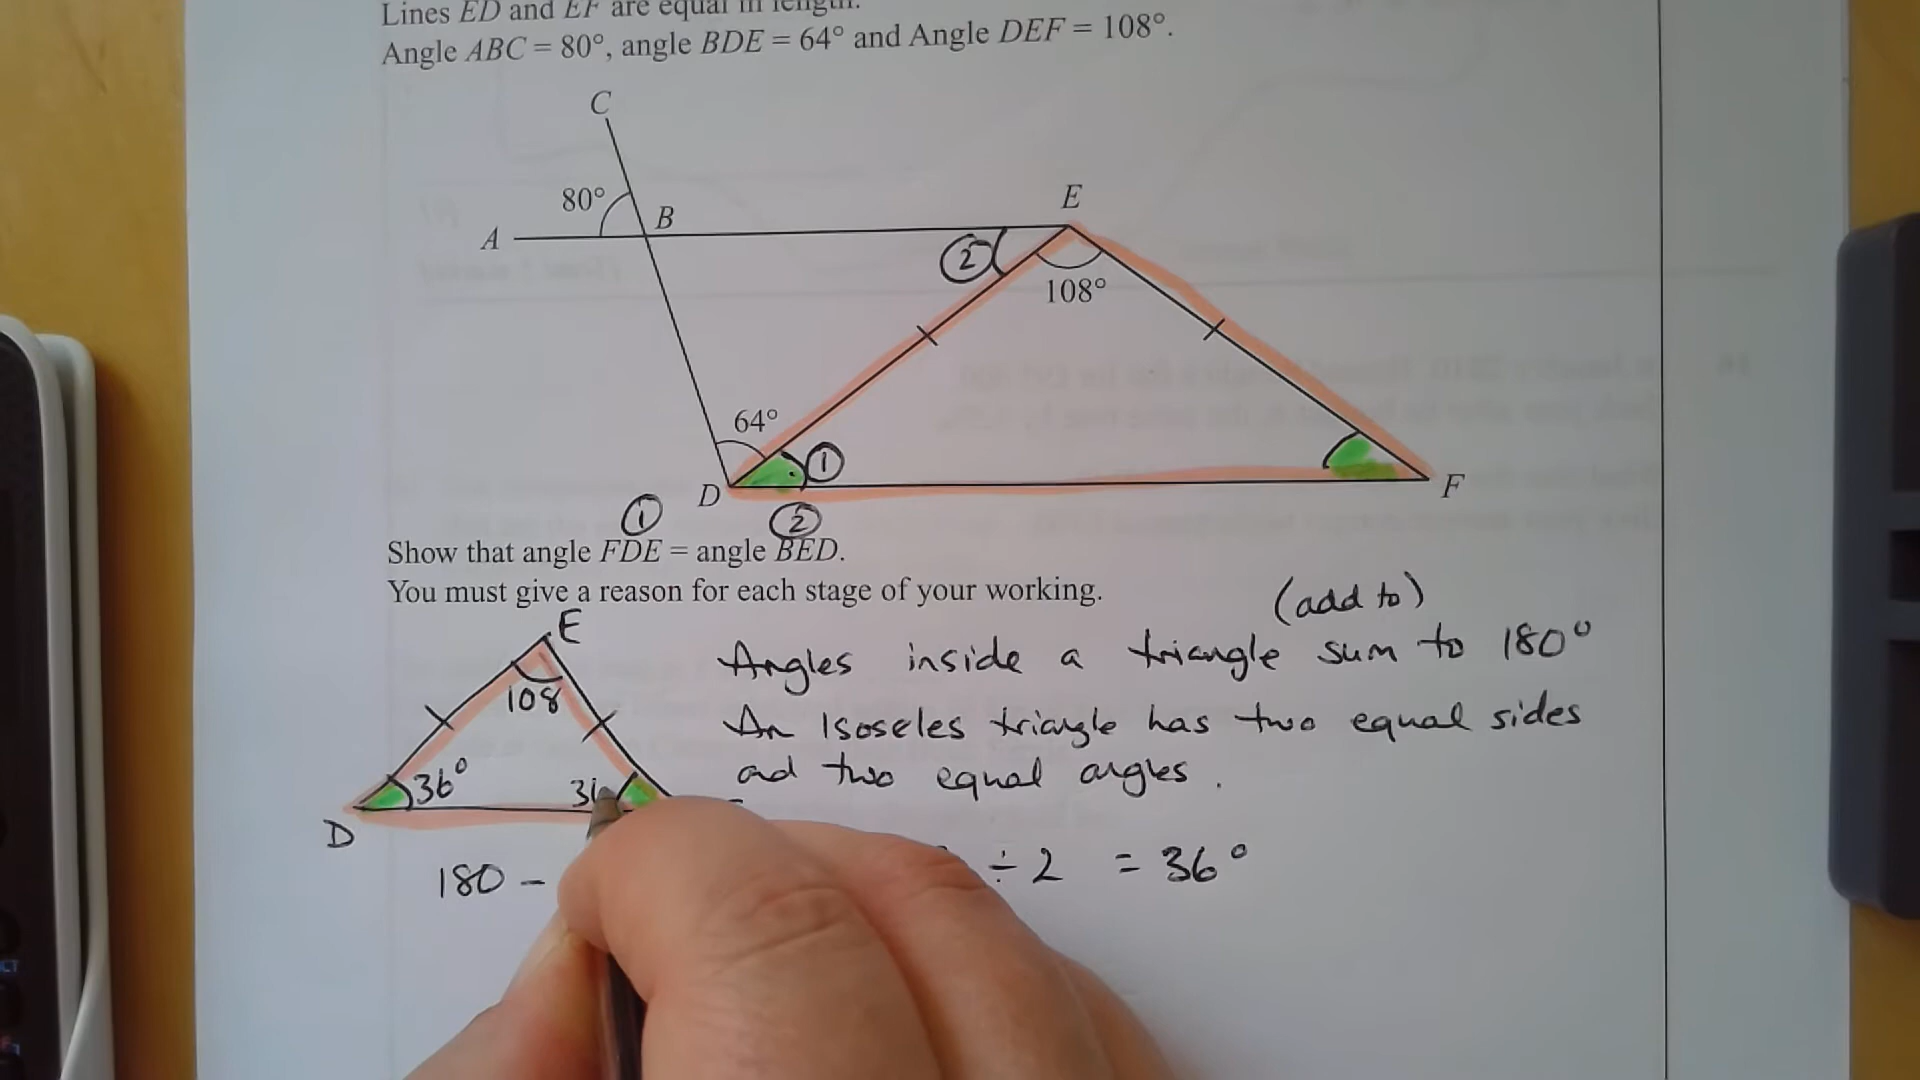 Lines ED and EF are equal in length.
Angle ABC = 80°, angle BDE = 64° and Angle DEF = 108°.
C
80°
B
A
E
2
108°
64°
1
D
F
1
2
Show that angle FDE = angle BED.
You must give a reason for each stage of your working.
(add to)
E
Angles inside a triangle sum to 180°
108
An Isoseles triangle has two equal sides
and two equal angles.
36°
D
180 -
÷ 2 = 36°